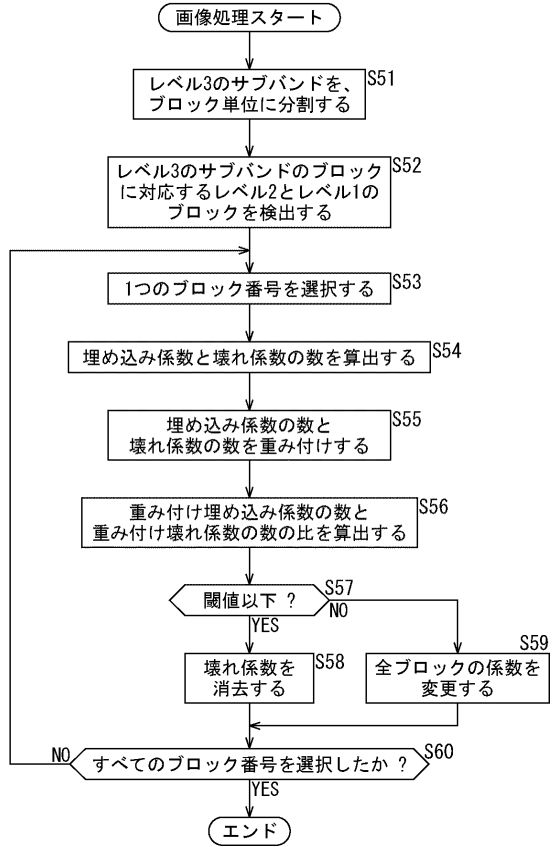 画像処理スタート
レベル3のサブバンドを、
ブロック単位に分割する
S51
レベル3のサブバンドのブロック
に対応するレベル2とレベル1の
ブロックを検出する
S52
1つのブロック番号を選択する
S53
埋め込み係数と壊れ係数の数を算出する
S54
埋め込み係数の数と
壊れ係数の数を重み付けする
S55
重み付け埋め込み係数の数と
重み付け壊れ係数の数の比を算出する
S56
閾値以下 ?
S57
NO
YES
壊れ係数を
消去する
S58
全ブロックの係数を
変更する
S59
すべてのブロック番号を選択したか ?
S60
NO
YES
エンド